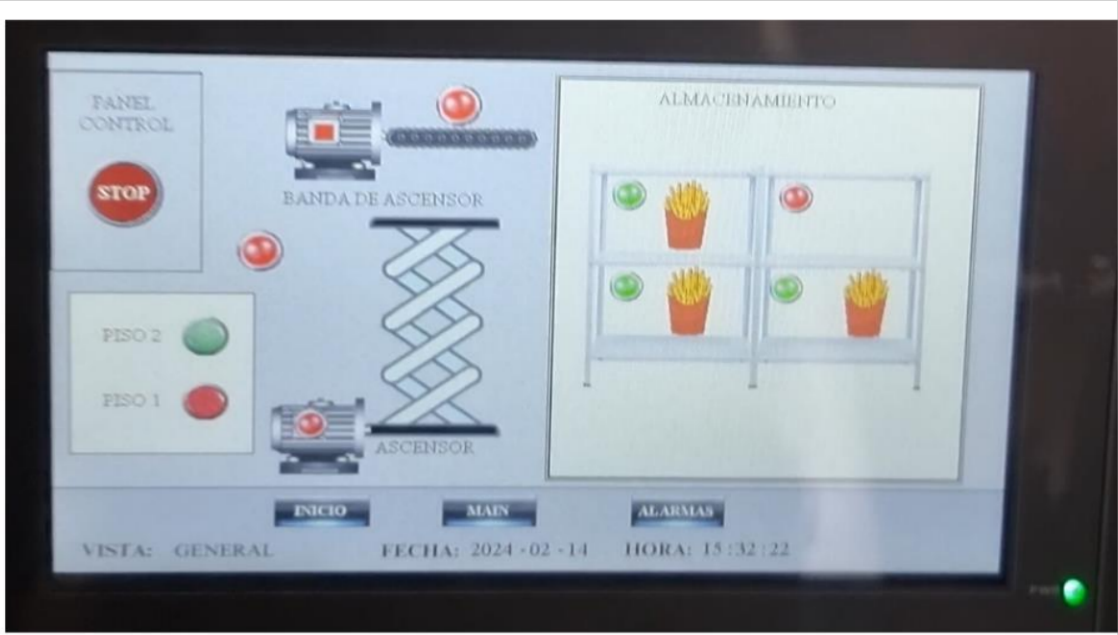 PANEL
CONTROL
STOP
BANDA DE ASCENSOR
ALMACENAMIENTO
PISO 2
PISO 1
ASCENSOR
INICIO
MAIN
ALARMAS
VISTA: GENERAL
FECHA: 2024-02-14
HORA: 15:32:22